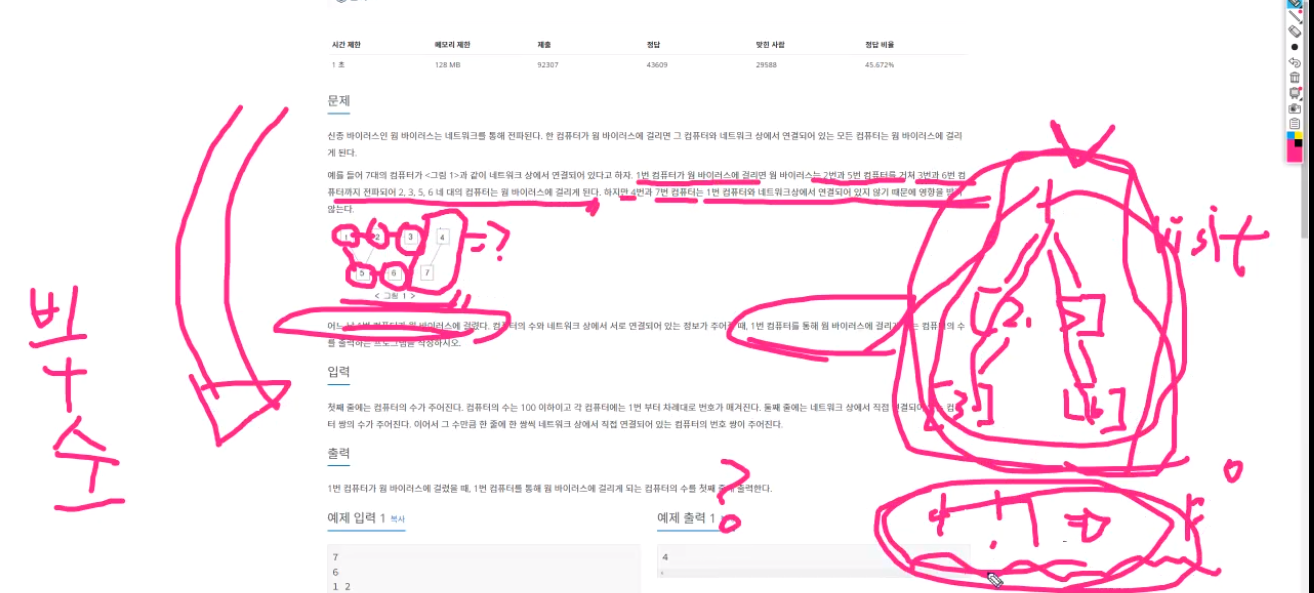 시간 제한 메모리 제한 제출 정답 맞힌 사람 정답 비율
1 초 128 MB 92307 43609 29588 45.672%
문제
신종 바이러스인 웜 바이러스는 네트워크를 통해 전파된다. 한 컴퓨터가 웜 바이러스에 걸리면 그 컴퓨터와 네트워크 상에서 연결되어 있는 모든 컴퓨터는 웜 바이러스에 걸리
게 된다.
예를 들어 7대의 컴퓨터가 <그림 1>과 같이 네트워크 상에서 연결되어 있다고 하자. 1번 컴퓨터가 웜 바이러스에 걸리면 웜 바이러스는 2번과 5번 컴퓨터를 거쳐 3번과 6번 컴
퓨터까지 전파되어 2, 3, 5, 6 네 대의 컴퓨터는 웜 바이러스에 걸리게 된다. 하지만 4번과 7번 컴퓨터는 1번 컴퓨터와 네트워크상에서 연결되어 있지 않기 때문에 영향을 받지
않는다.
1 2 3 4 =?
5 6 7
< 그림 1 >
visit
1
2. 5
3 6
어느 날 1번 컴퓨터가 웜 바이러스에 걸렸다. 컴퓨터의 수와 네트워크 상에서 서로 연결되어 있는 정보가 주어질 때, 1번 컴퓨터를 통해 웜 바이러스에 걸리게 되는 컴퓨터의 수
를 출력하는 프로그램을 작성하시오.
입력
첫째 줄에는 컴퓨터의 수가 주어진다. 컴퓨터의 수는 100 이하이고 각 컴퓨터에는 1번 부터 차례대로 번호가 매겨진다. 둘째 줄에는 네트워크 상에서 직접 연결되어 있는 컴퓨
터 쌍의 수가 주어진다. 이어서 그 수만큼 한 줄에 한 쌍씩 네트워크 상에서 직접 연결되어 있는 컴퓨터의 번호 쌍이 주어진다.
출력
1번 컴퓨터가 웜 바이러스에 걸렸을 때, 1번 컴퓨터를 통해 웜 바이러스에 걸리게 되는 컴퓨터의 수를 첫째 줄에 출력한다.
?
예제 입력 1 복사
예제 출력 1
7
6
1 2
4